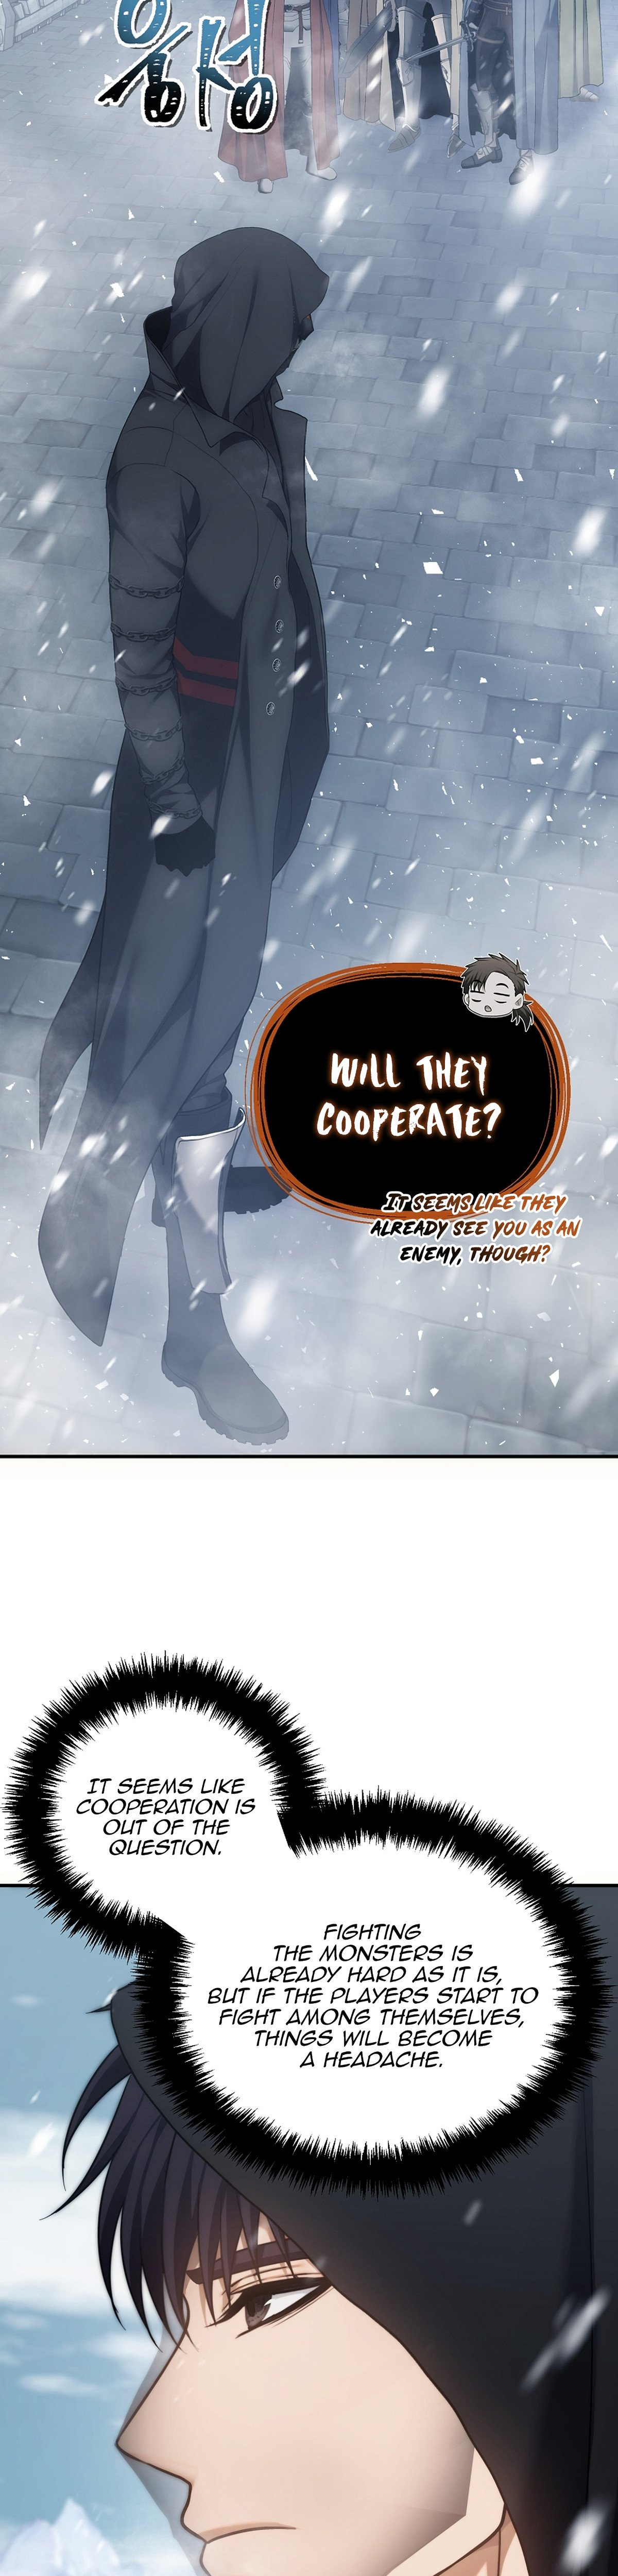 웅성
WILL THEY
COOPERATE?
IT SEEMS LIKE THEY
ALREADY SEE YOU AS AN
ENEMY, THOUGH?
IT SEEMS LIKE
COOPERATION IS
OUT OF THE
QUESTION.
FIGHTING
THE MONSTERS IS
ALREADY HARD AS IT IS,
BUT IF THE PLAYERS START TO
FIGHT AMONG THEMSELVES,
THINGS WILL BECOME
A HEADACHE.